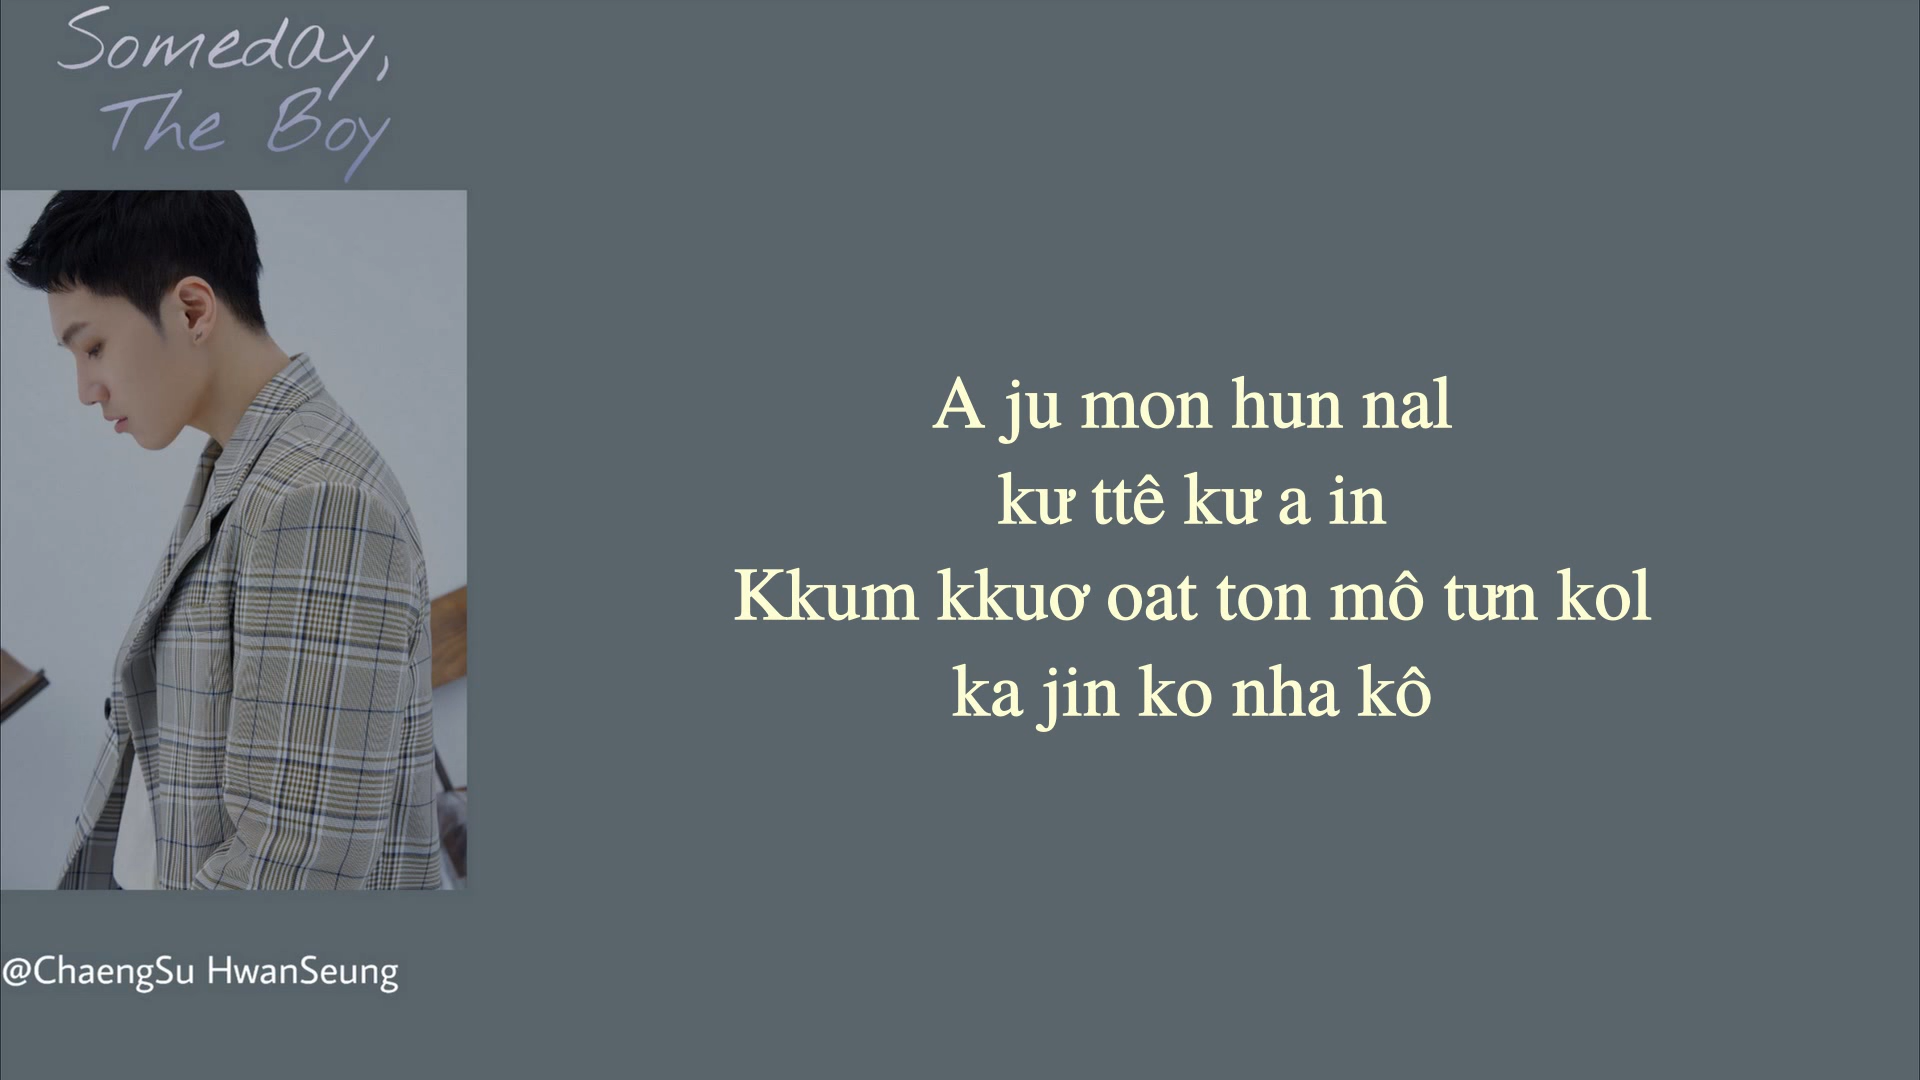 Someday,
The Boy
A ju mon hun nal
kư ttê kư a in
Kkum kkuơ oat ton mô tưn kol
ka jin ko nha kô
@ChaengSu HwanSeung